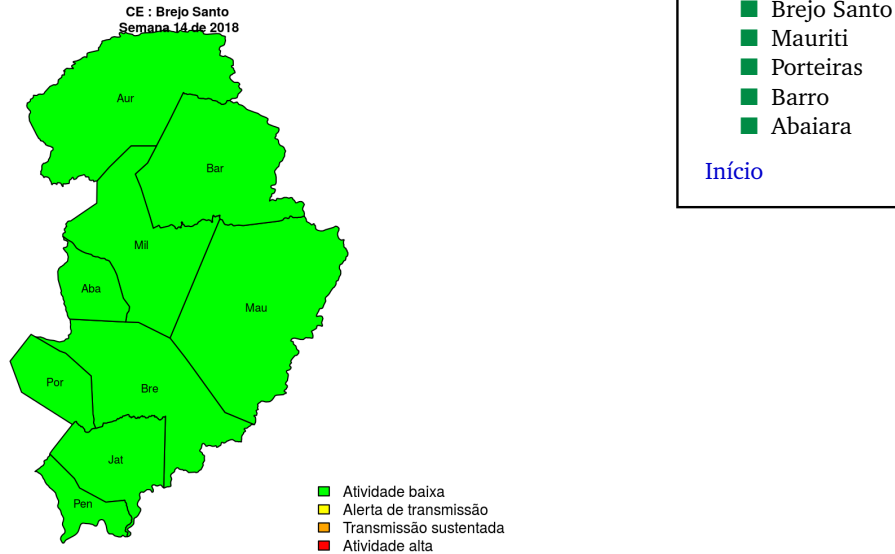 CE : Brejo Santo
Semana 14 de 2018
Aur
Bar
Mil
Aba
Mau
Por
Bre
Jat
Pen
Atividade baixa
Alerta de transmissão
Transmissão sustentada
Atividade alta
Brejo Santo
Mauriti
Porteiras
Barro
Abaiara
Início